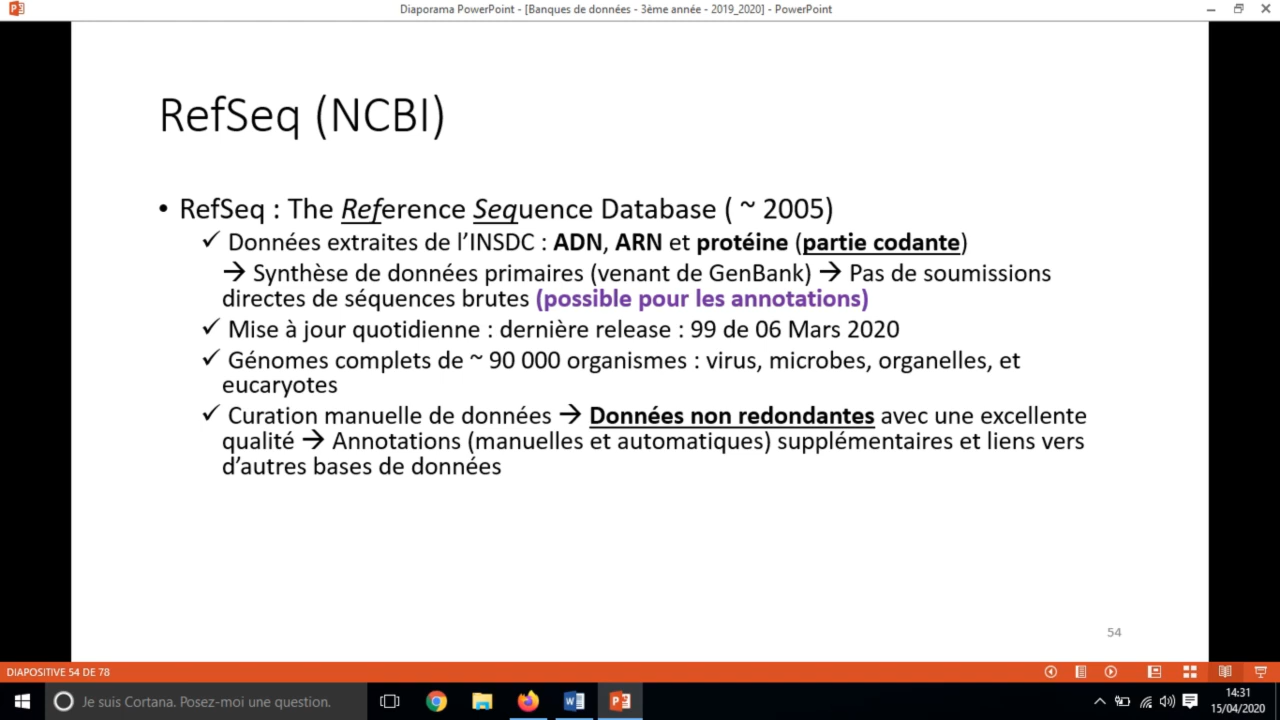 Diaporama PowerPoint - [Banques de données - 3ème année - 2019_2020] - PowerPoint
RefSeq (NCBI)
• RefSeq : The Reference Sequence Database ( ~ 2005)
✓ Données extraites de l’INSDC : ADN, ARN et protéine (partie codante)
→ Synthèse de données primaires (venant de GenBank) → Pas de soumissions
directes de séquences brutes (possible pour les annotations)
✓ Mise à jour quotidienne : dernière release : 99 de 06 Mars 2020
✓ Génomes complets de ~ 90 000 organismes : virus, microbes, organelles, et
eucaryotes
✓ Curation manuelle de données → Données non redondantes avec une excellente
qualité → Annotations (manuelles et automatiques) supplémentaires et liens vers
d’autres bases de données
54
DIAPOSITIVE 54 DE 78
Je suis Cortana. Posez-moi une question.
14:31
15/04/2020